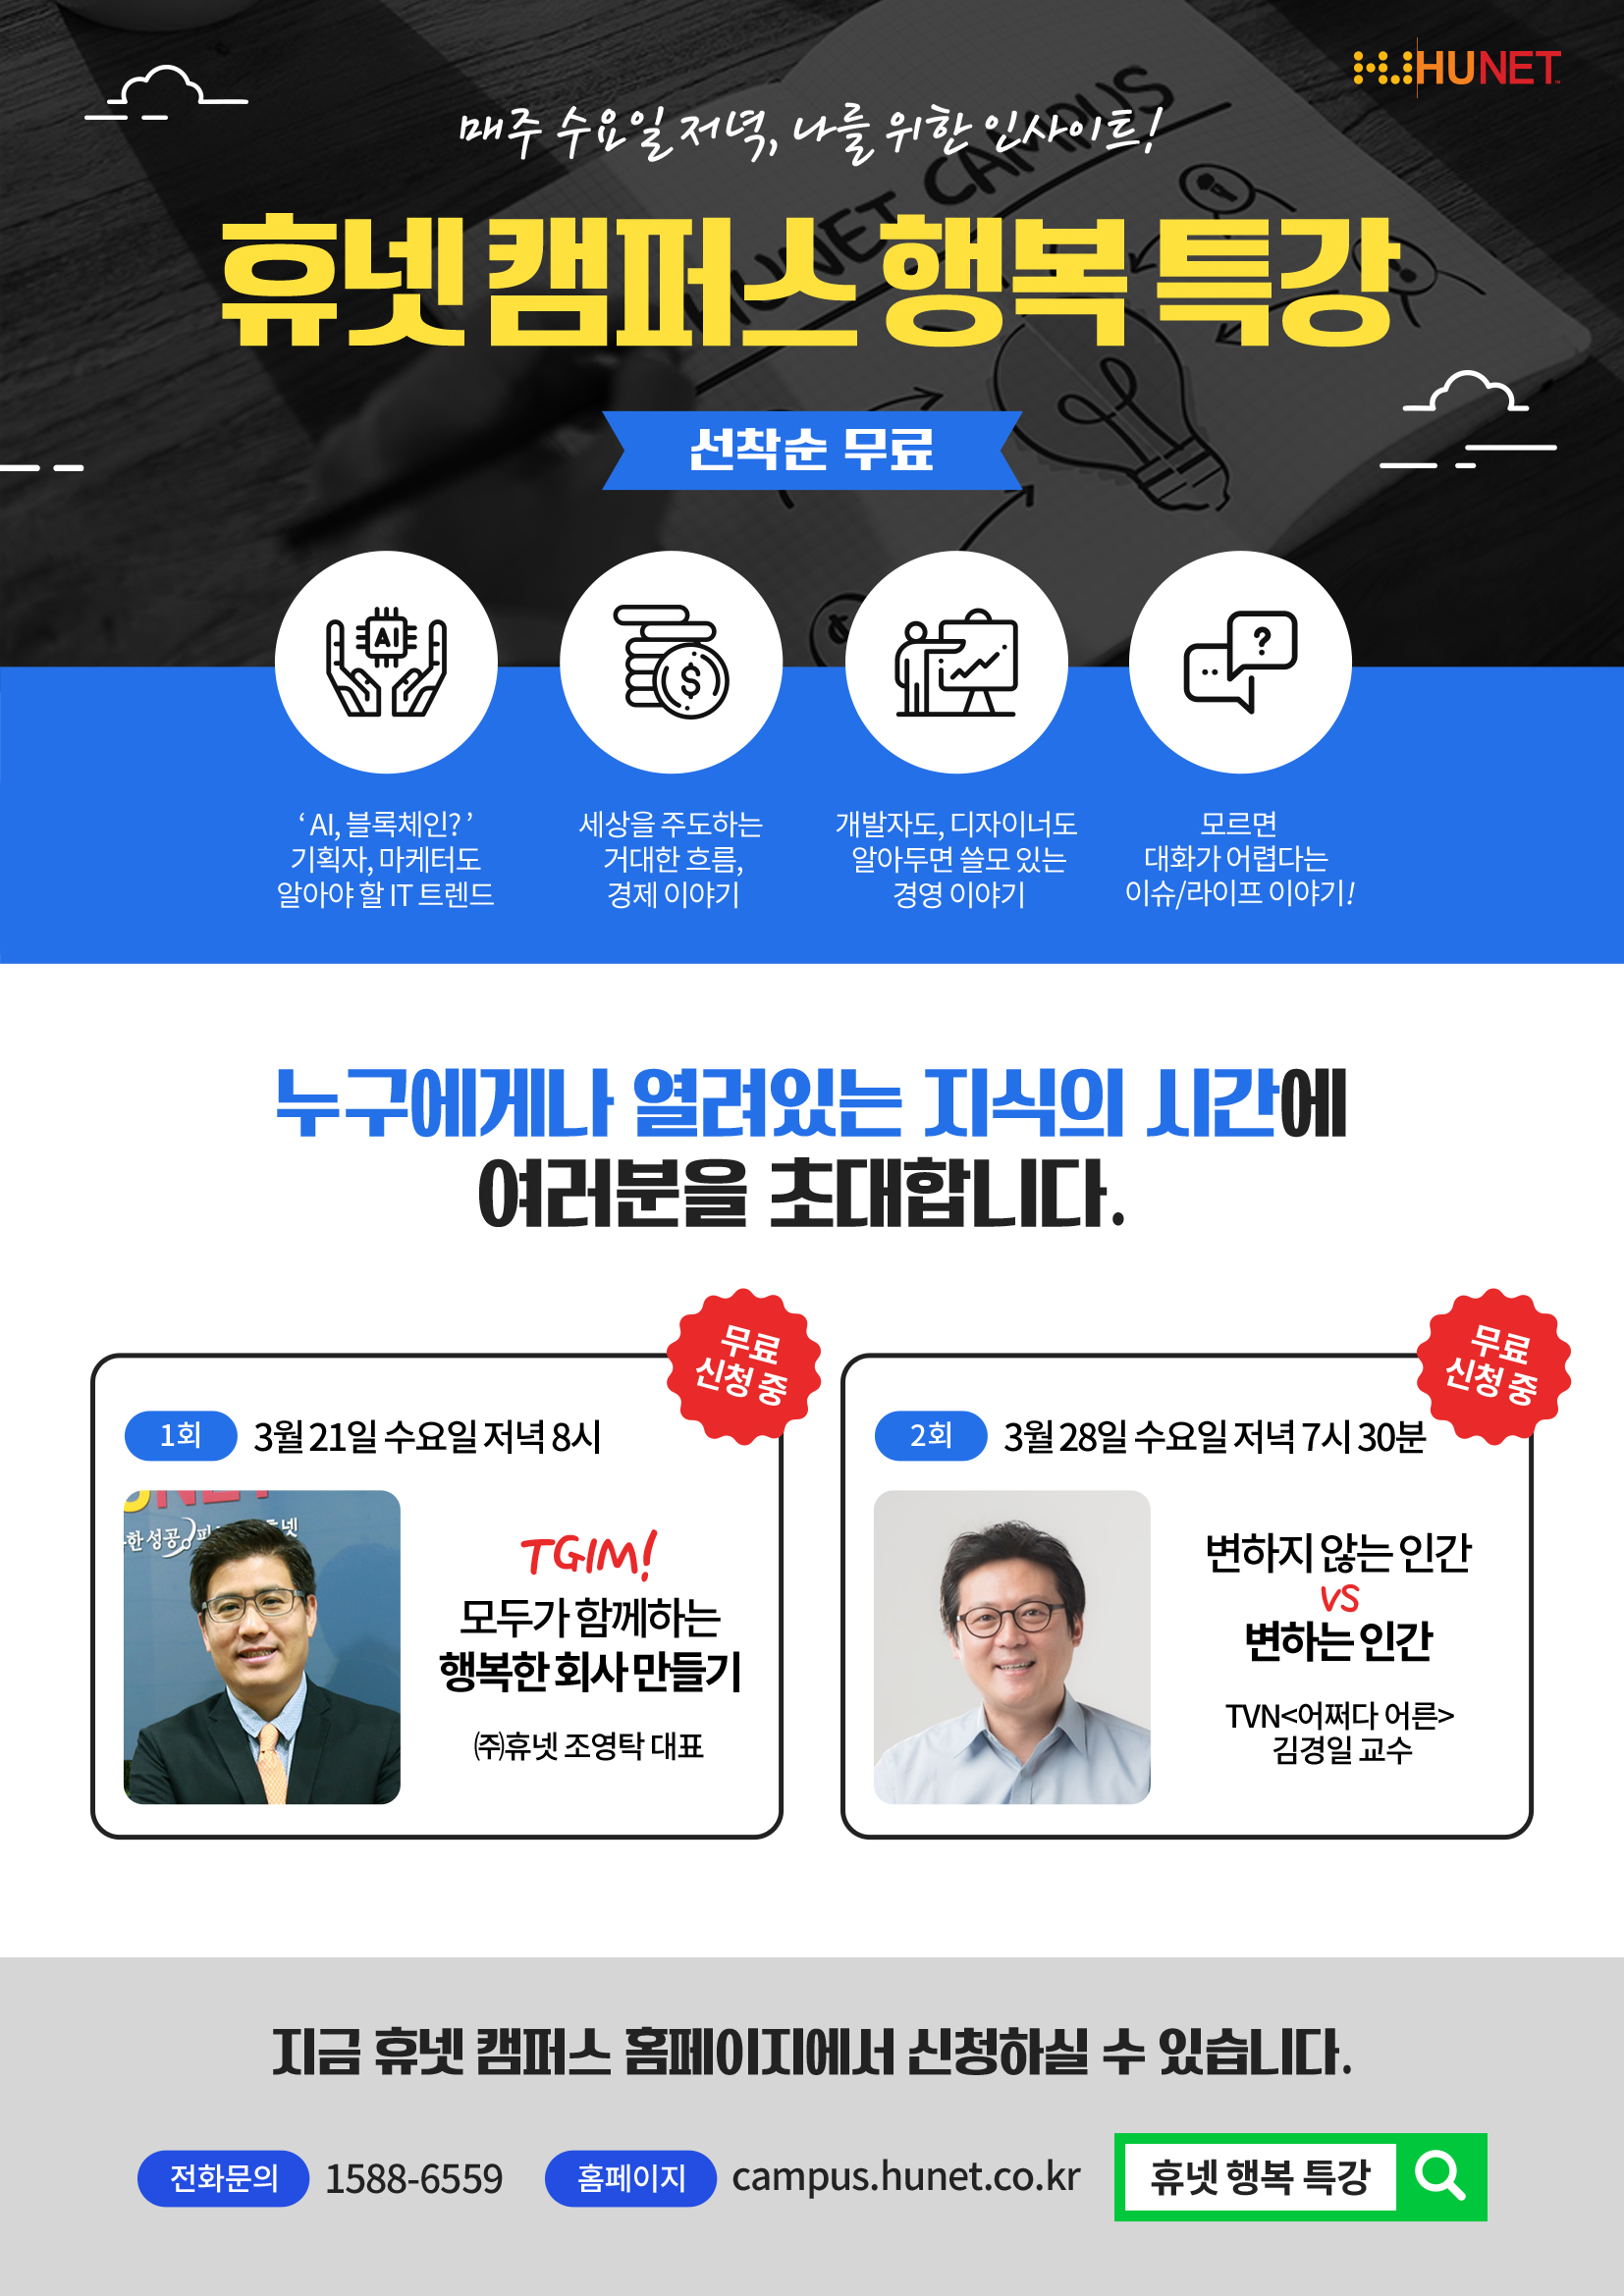 HUNET
매주 수요일 저녁, 나를 위한 인사이트!
HUNET CAMPUS
휴넷 캠퍼스 행복 특강
선착순 무료
AI
$
?
‘ AI, 블록체인? ’
기획자, 마케터도
알아야 할 IT 트렌드
세상을 주도하는
거대한 흐름,
경제 이야기
개발자도, 디자이너도
알아두면 쓸모 있는
경영 이야기
모르면
대화가 어렵다는
이슈/라이프 이야기!
누구에게나 열려있는 지식의 시간에
여러분을 초대합니다.
무료
신청 중
1회 3월 21일 수요일 저녁 8시
TGIM!
모두가 함께하는
행복한 회사 만들기
㈜휴넷 조영탁 대표
무료
신청 중
2회 3월 28일 수요일 저녁 7시 30분
변하지 않는 인간
VS
변하는 인간
TVN<어쩌다 어른>
김경일 교수
지금 휴넷 캠퍼스 홈페이지에서 신청하실 수 있습니다.
전화문의 1588-6559 홈페이지 campus.hunet.co.kr 휴넷 행복 특강